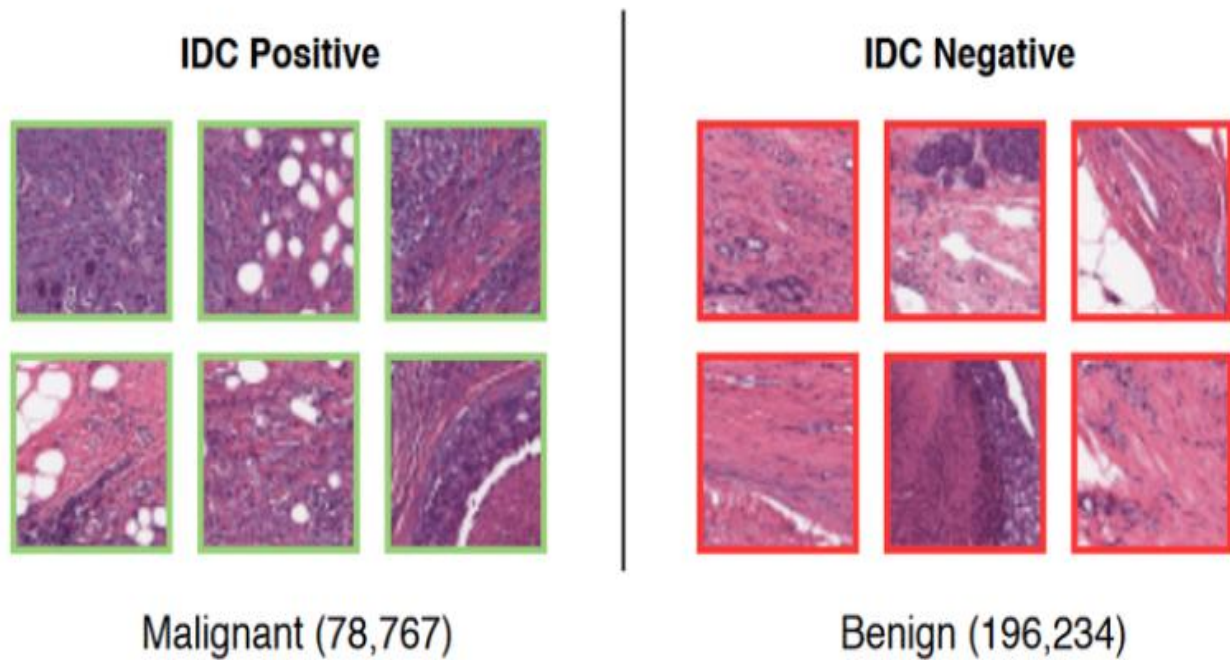 IDC Positive
IDC Negative
Malignant (78,767)
Benign (196,234)